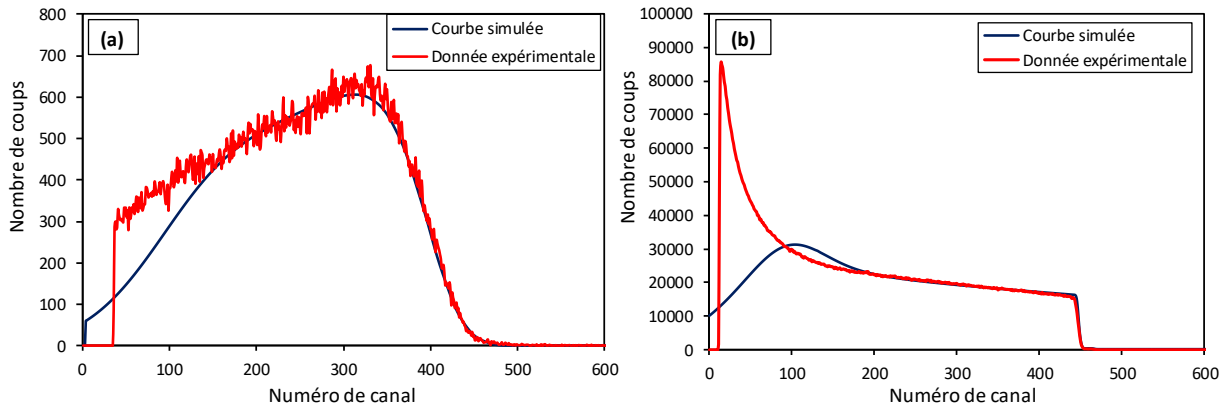 (a)
Courbe simulée
Donnée expérimentale
Nombre de coups
800
700
600
500
400
300
200
100
0
0 100 200 300 400 500 600
Numéro de canal
(b)
Courbe simulée
Donnée expérimentale
Nombre de coups
100000
90000
80000
70000
60000
50000
40000
30000
20000
10000
0
0 100 200 300 400 500 600
Numéro de canal